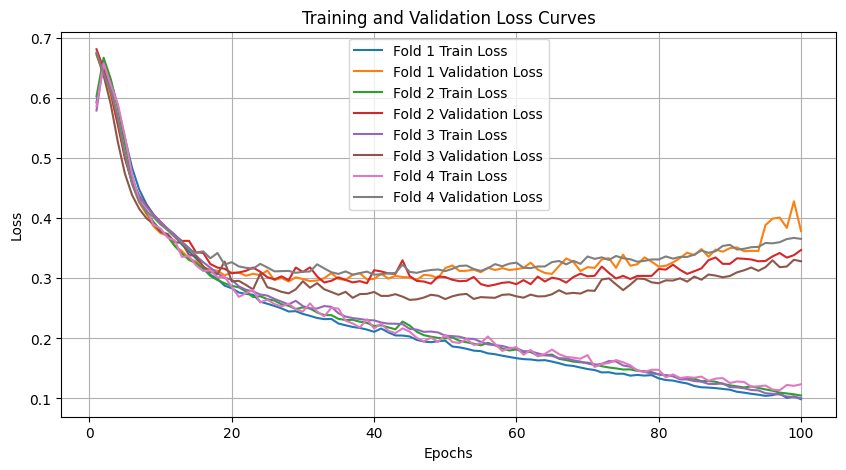 Training and Validation Loss Curves
Loss
0.7
0.6
0.5
0.4
0.3
0.2
0.1
Fold 1 Train Loss
Fold 1 Validation Loss
Fold 2 Train Loss
Fold 2 Validation Loss
Fold 3 Train Loss
Fold 3 Validation Loss
Fold 4 Train Loss
Fold 4 Validation Loss
0 20 40 60 80 100
Epochs